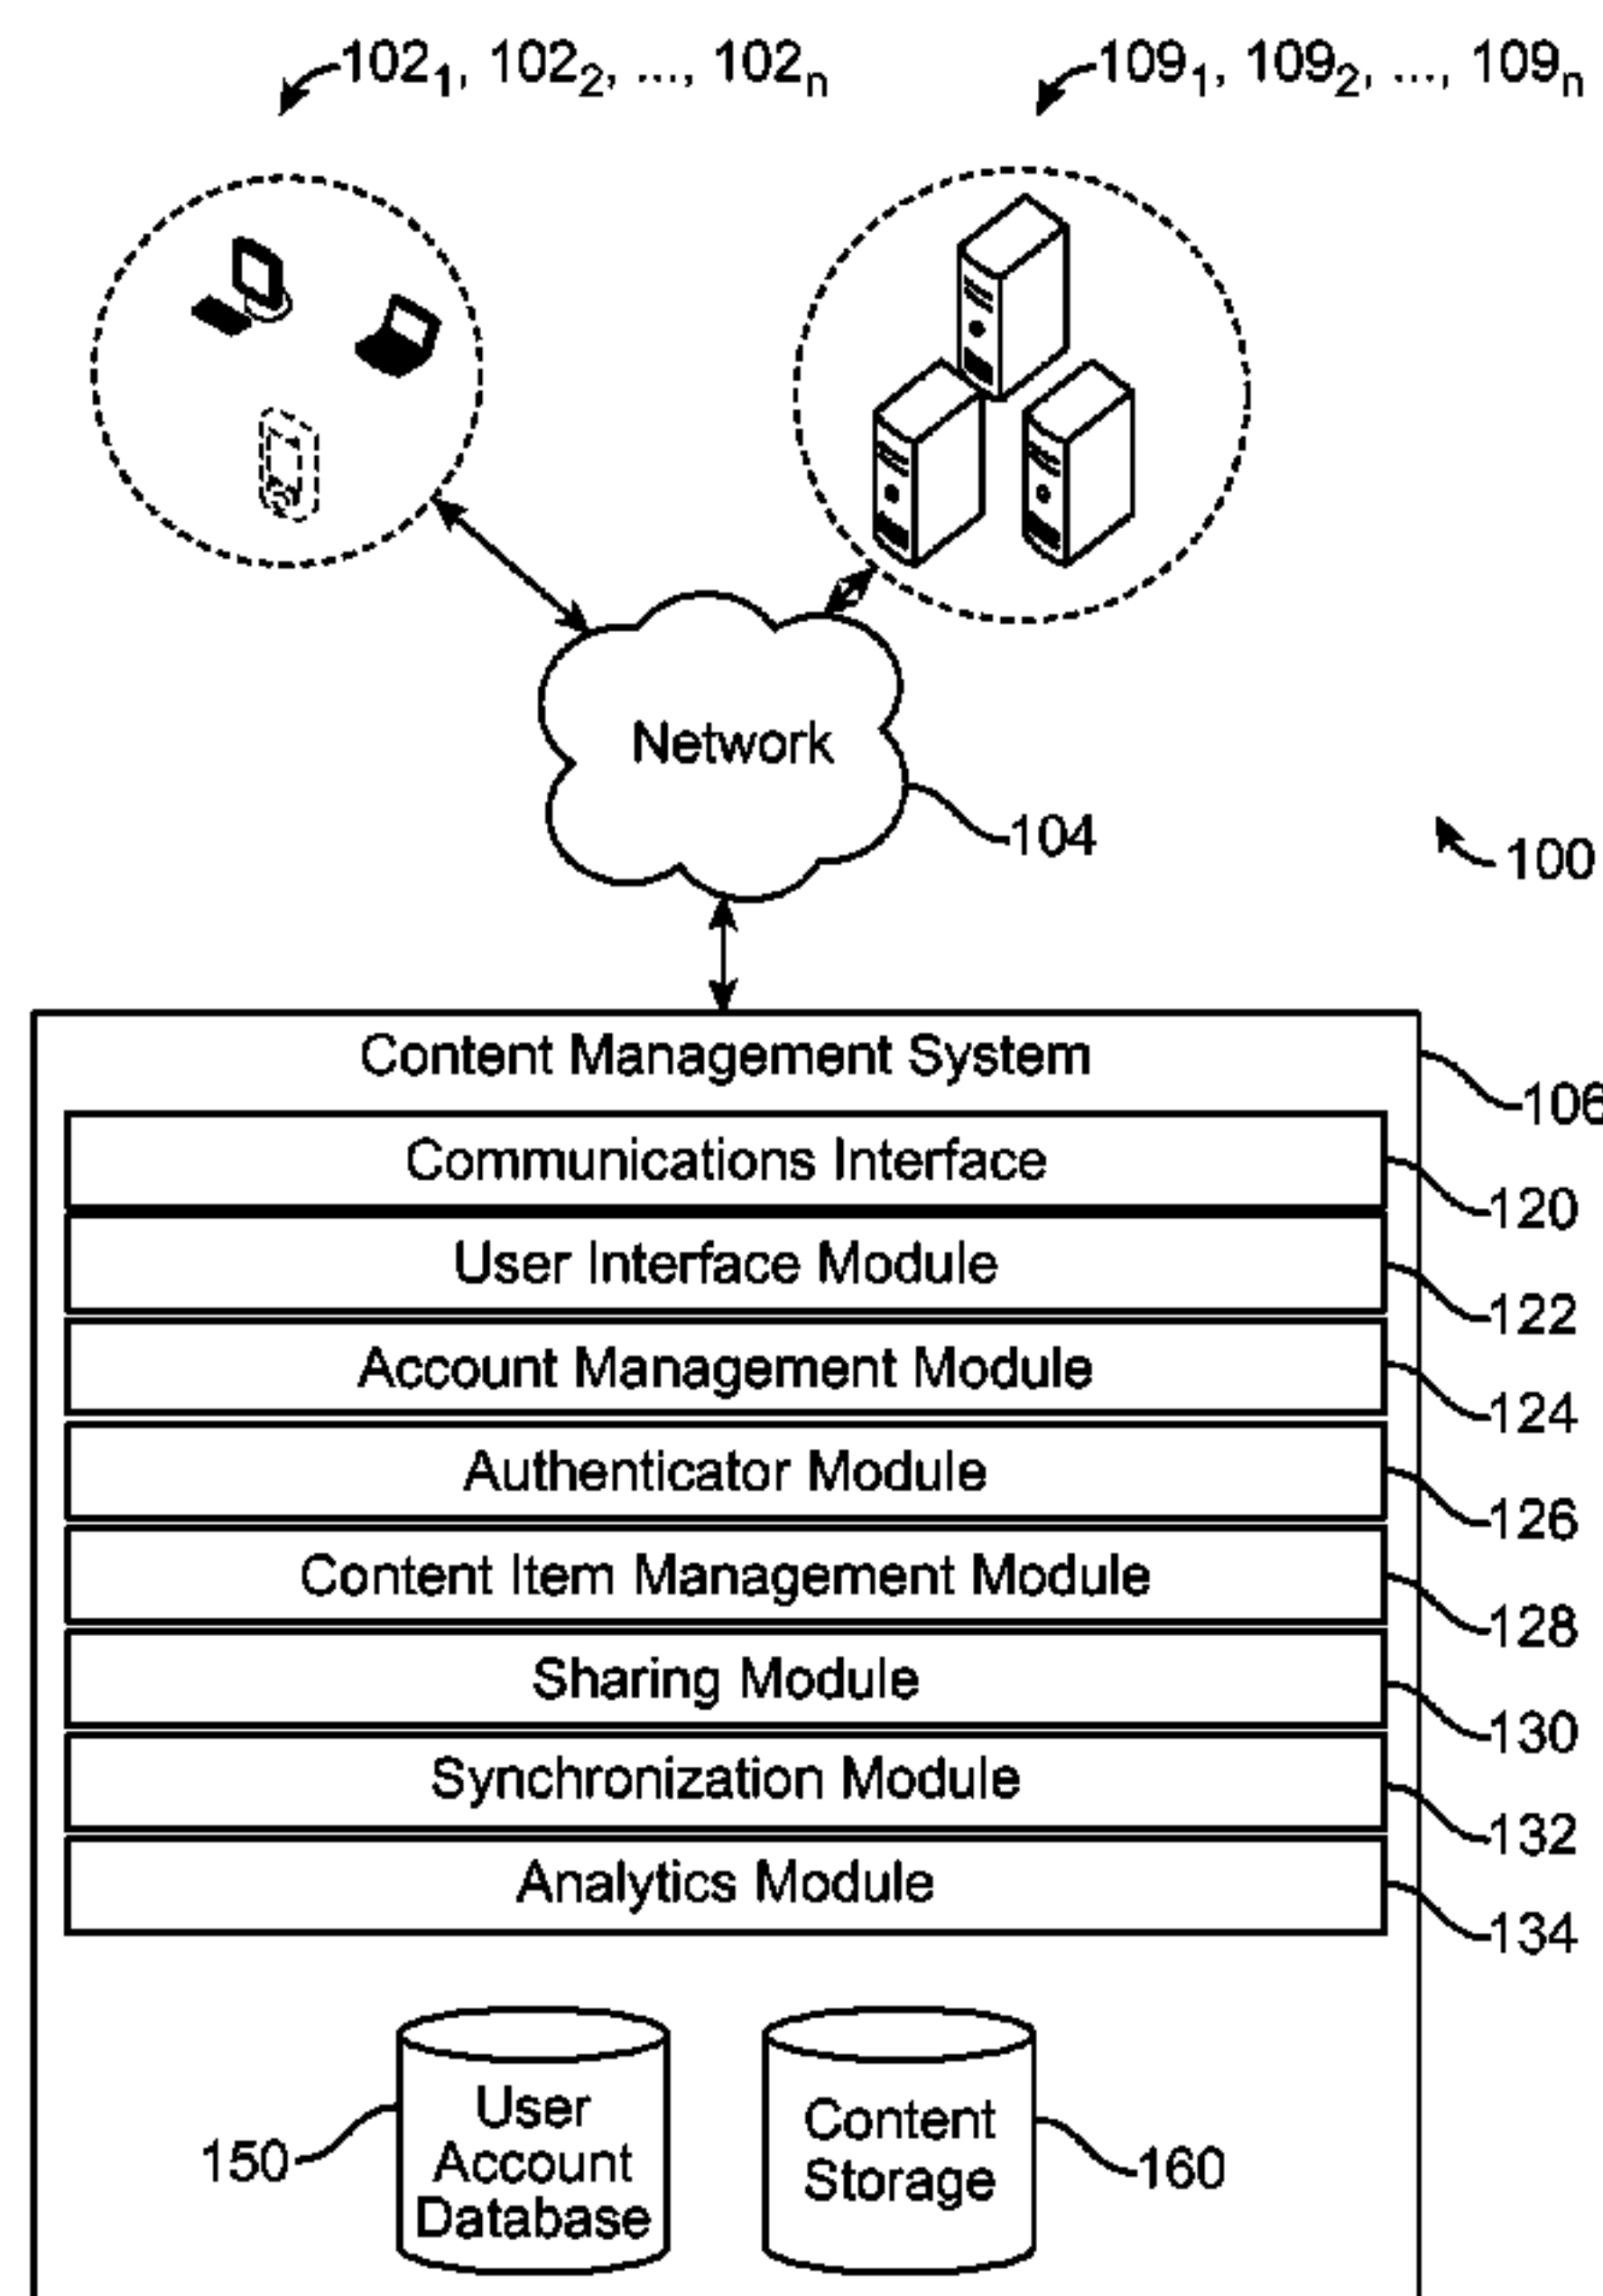 102₁, 102₂, ..., 102ₙ
109₁, 109₂, ..., 109ₙ
Network
104
100
Content Management System
106
Communications Interface
120
User Interface Module
122
Account Management Module
124
Authenticator Module
126
Content Item Management Module
128
Sharing Module
130
Synchronization Module
132
Analytics Module
134
150
User
Account
Database
Content
Storage
160